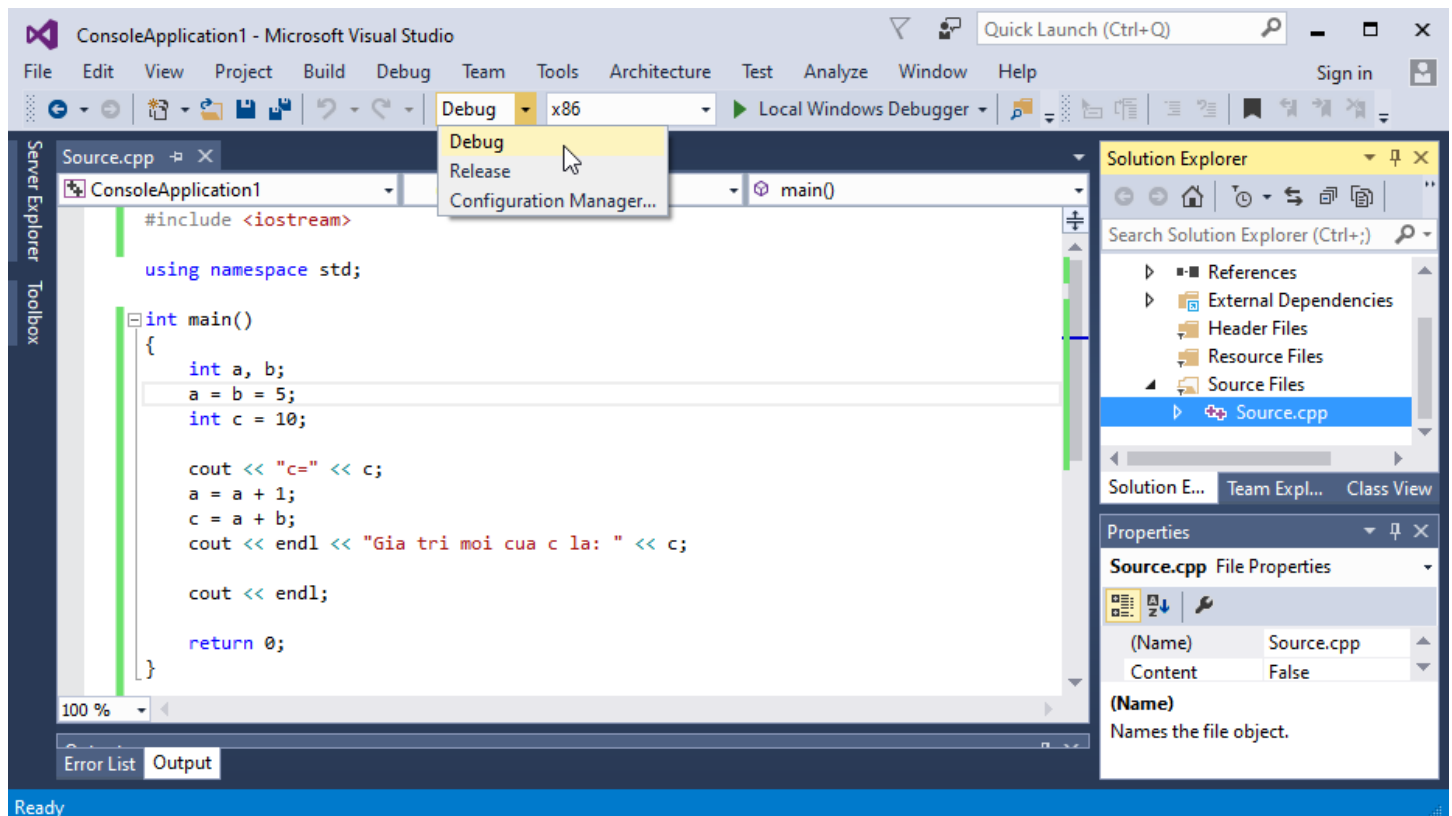 ConsoleApplication1 - Microsoft Visual Studio
Quick Launch (Ctrl+Q)
File Edit View Project Build Debug Team Tools Architecture Test Analyze Window Help Sign in
Debug x86 Local Windows Debugger
Debug
Release
Configuration Manager...
Server Explorer
Toolbox
Source.cpp
ConsoleApplication1
main()
#include <iostream>
using namespace std;
int main()
{
int a, b;
a = b = 5;
int c = 10;
cout << "c=" << c;
a = a + 1;
c = a + b;
cout << endl << "Gia tri moi cua c la: " << c;
cout << endl;
return 0;
}
100 %
Error List Output
Solution Explorer
Search Solution Explorer (Ctrl+;)
References
External Dependencies
Header Files
Resource Files
Source Files
Source.cpp
Solution E... Team Expl... Class View
Properties
Source.cpp File Properties
(Name) Source.cpp
Content False
(Name)
Names the file object.
Ready